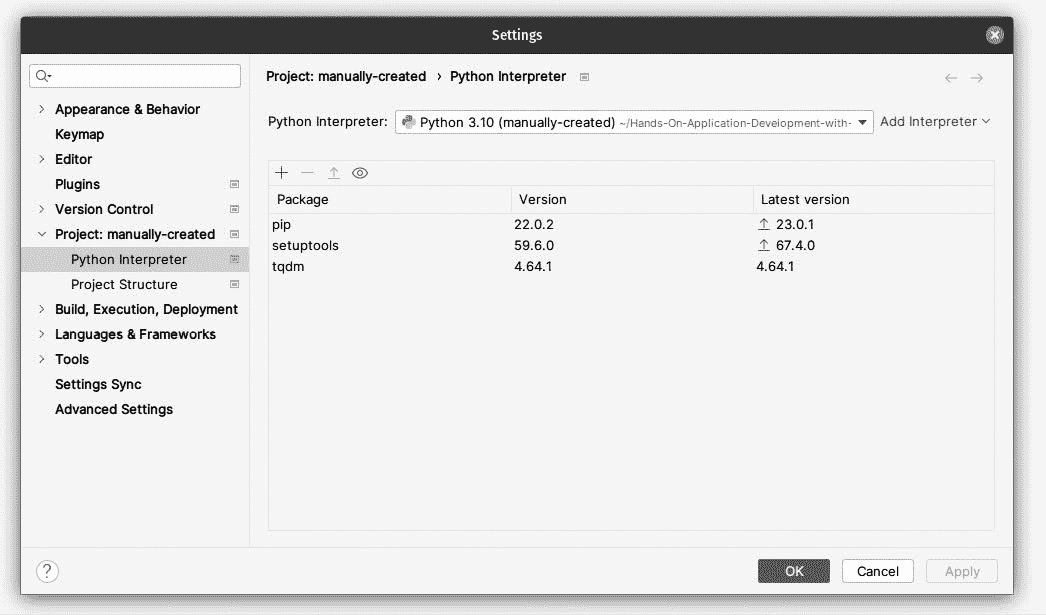 Settings
Project: manually-created › Python Interpreter
Appearance & Behavior
Keymap
Editor
Plugins
Version Control
Project: manually-created
Python Interpreter
Project Structure
Build, Execution, Deployment
Languages & Frameworks
Tools
Settings Sync
Advanced Settings
Python Interpreter: Python 3.10 (manually-created) ~/Hands-On-Application-Development-with- Add Interpreter
Package Version Latest version
pip 22.0.2 23.0.1
setuptools 59.6.0 67.4.0
tqdm 4.64.1 4.64.1
? OK Cancel Apply